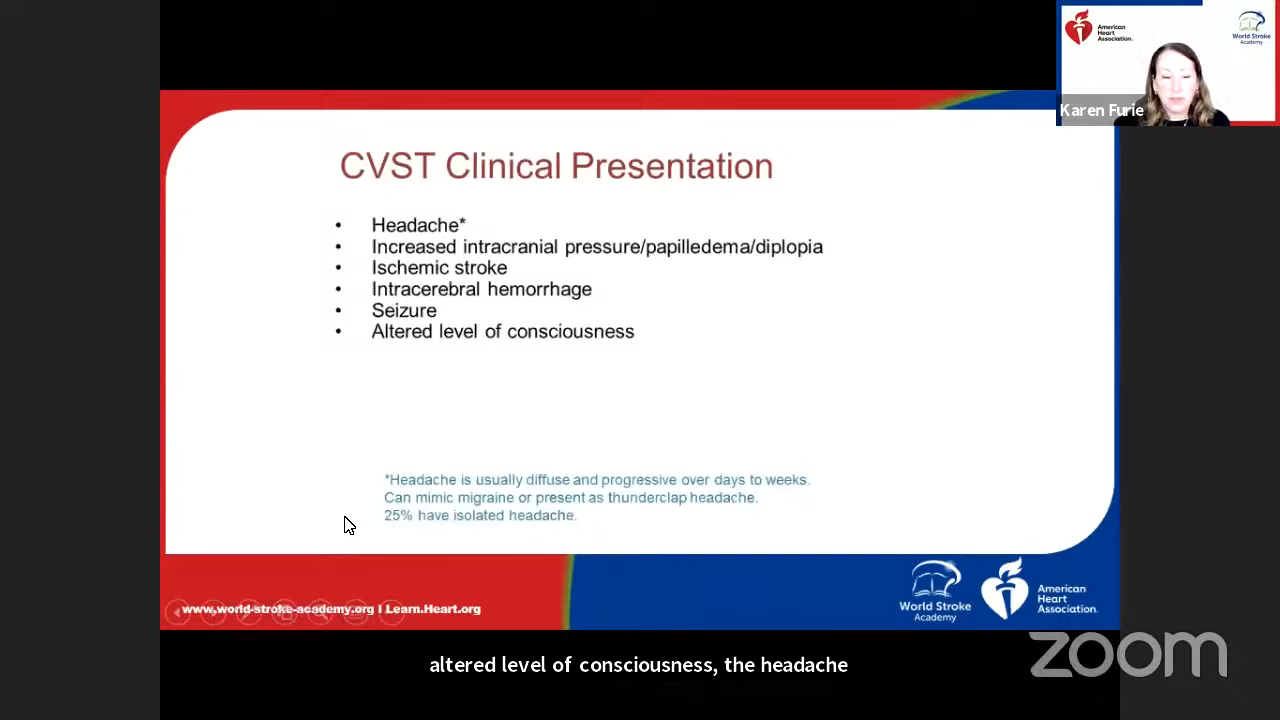 American
Heart
Association.
World Stroke
Academy
Karen Furie
CVST Clinical Presentation
• Headache*
• Increased intracranial pressure/papilledema/diplopia
• Ischemic stroke
• Intracerebral hemorrhage
• Seizure
• Altered level of consciousness
*Headache is usually diffuse and progressive over days to weeks.
Can mimic migraine or present as thunderclap headache.
25% have isolated headache.
www.world-stroke-academy.org I Learn.Heart.org
World Stroke
Academy
American
Heart
Association.
altered level of consciousness, the headache
zoom